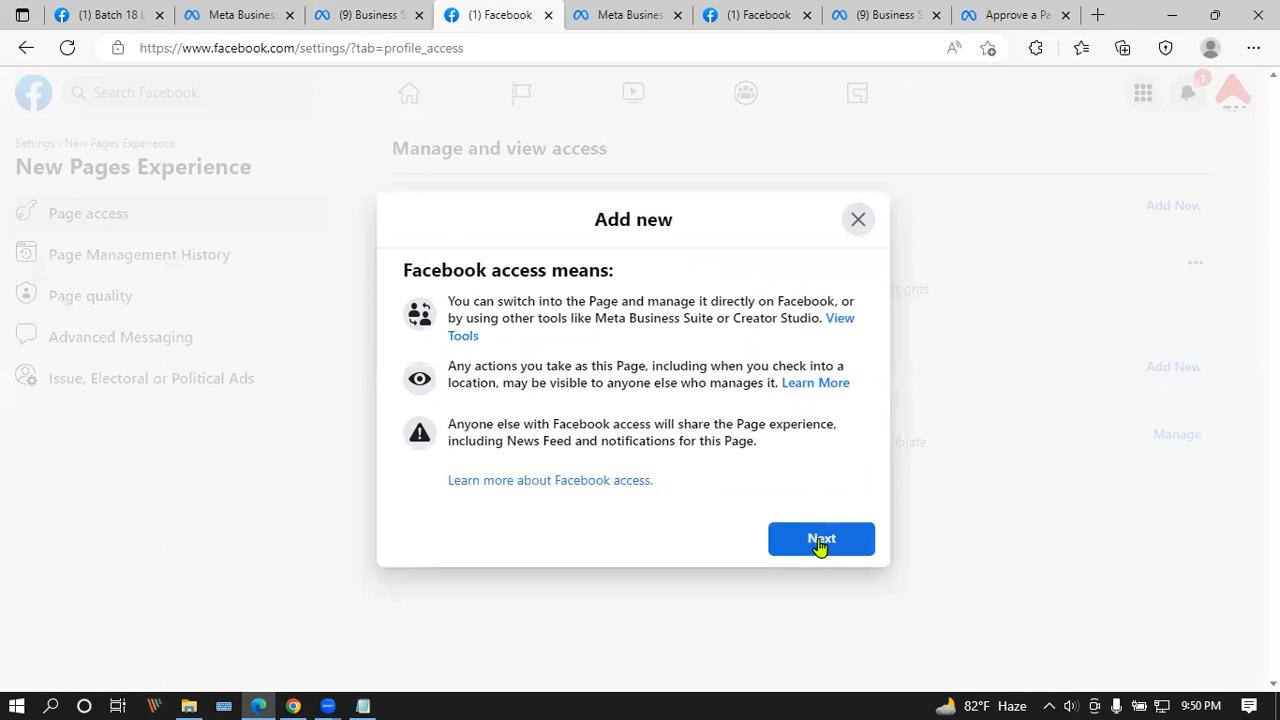 (1) Batch 18 L
Meta Business
(9) Business S
(1) Facebook
Meta Business
(1) Facebook
(9) Business S
Approve a Pa
https://www.facebook.com/settings/?tab=profile_access
Search Facebook
1
Settings › New Pages Experience
New Pages Experience
Page access
Page Management History
Page quality
Advanced Messaging
Issue, Electoral or Political Ads
Manage and view access
Add New
Add new
Facebook access means:
You can switch into the Page and manage it directly on Facebook, or
by using other tools like Meta Business Suite or Creator Studio. View
Tools
Any actions you take as this Page, including when you check into a
location, may be visible to anyone else who manages it. Learn More
Anyone else with Facebook access will share the Page experience,
including News Feed and notifications for this Page.
Learn more about Facebook access.
Next
ights
Add New
Manage
plate
82°F Haze
9:50 PM